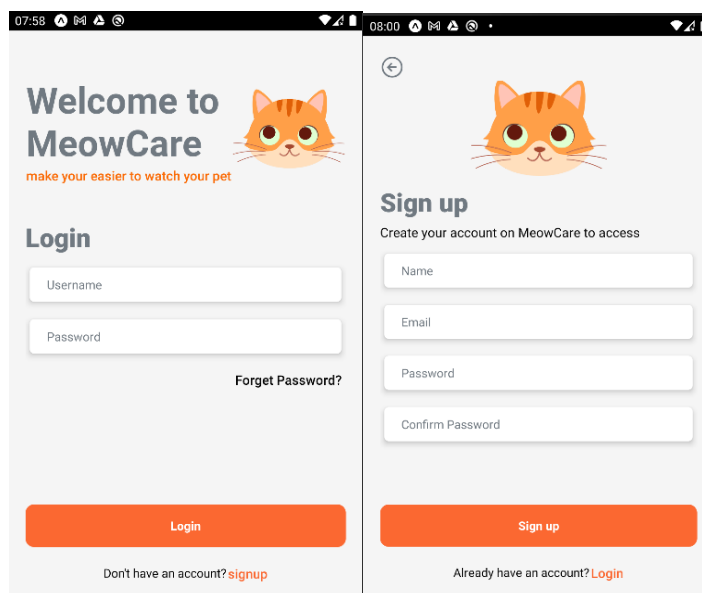 07:58
Welcome to
MeowCare
make your easier to watch your pet
Login
Username
Password
Forget Password?
Login
Don't have an account? signup
08:00
Sign up
Create your account on MeowCare to access
Name
Email
Password
Confirm Password
Sign up
Already have an account? Login